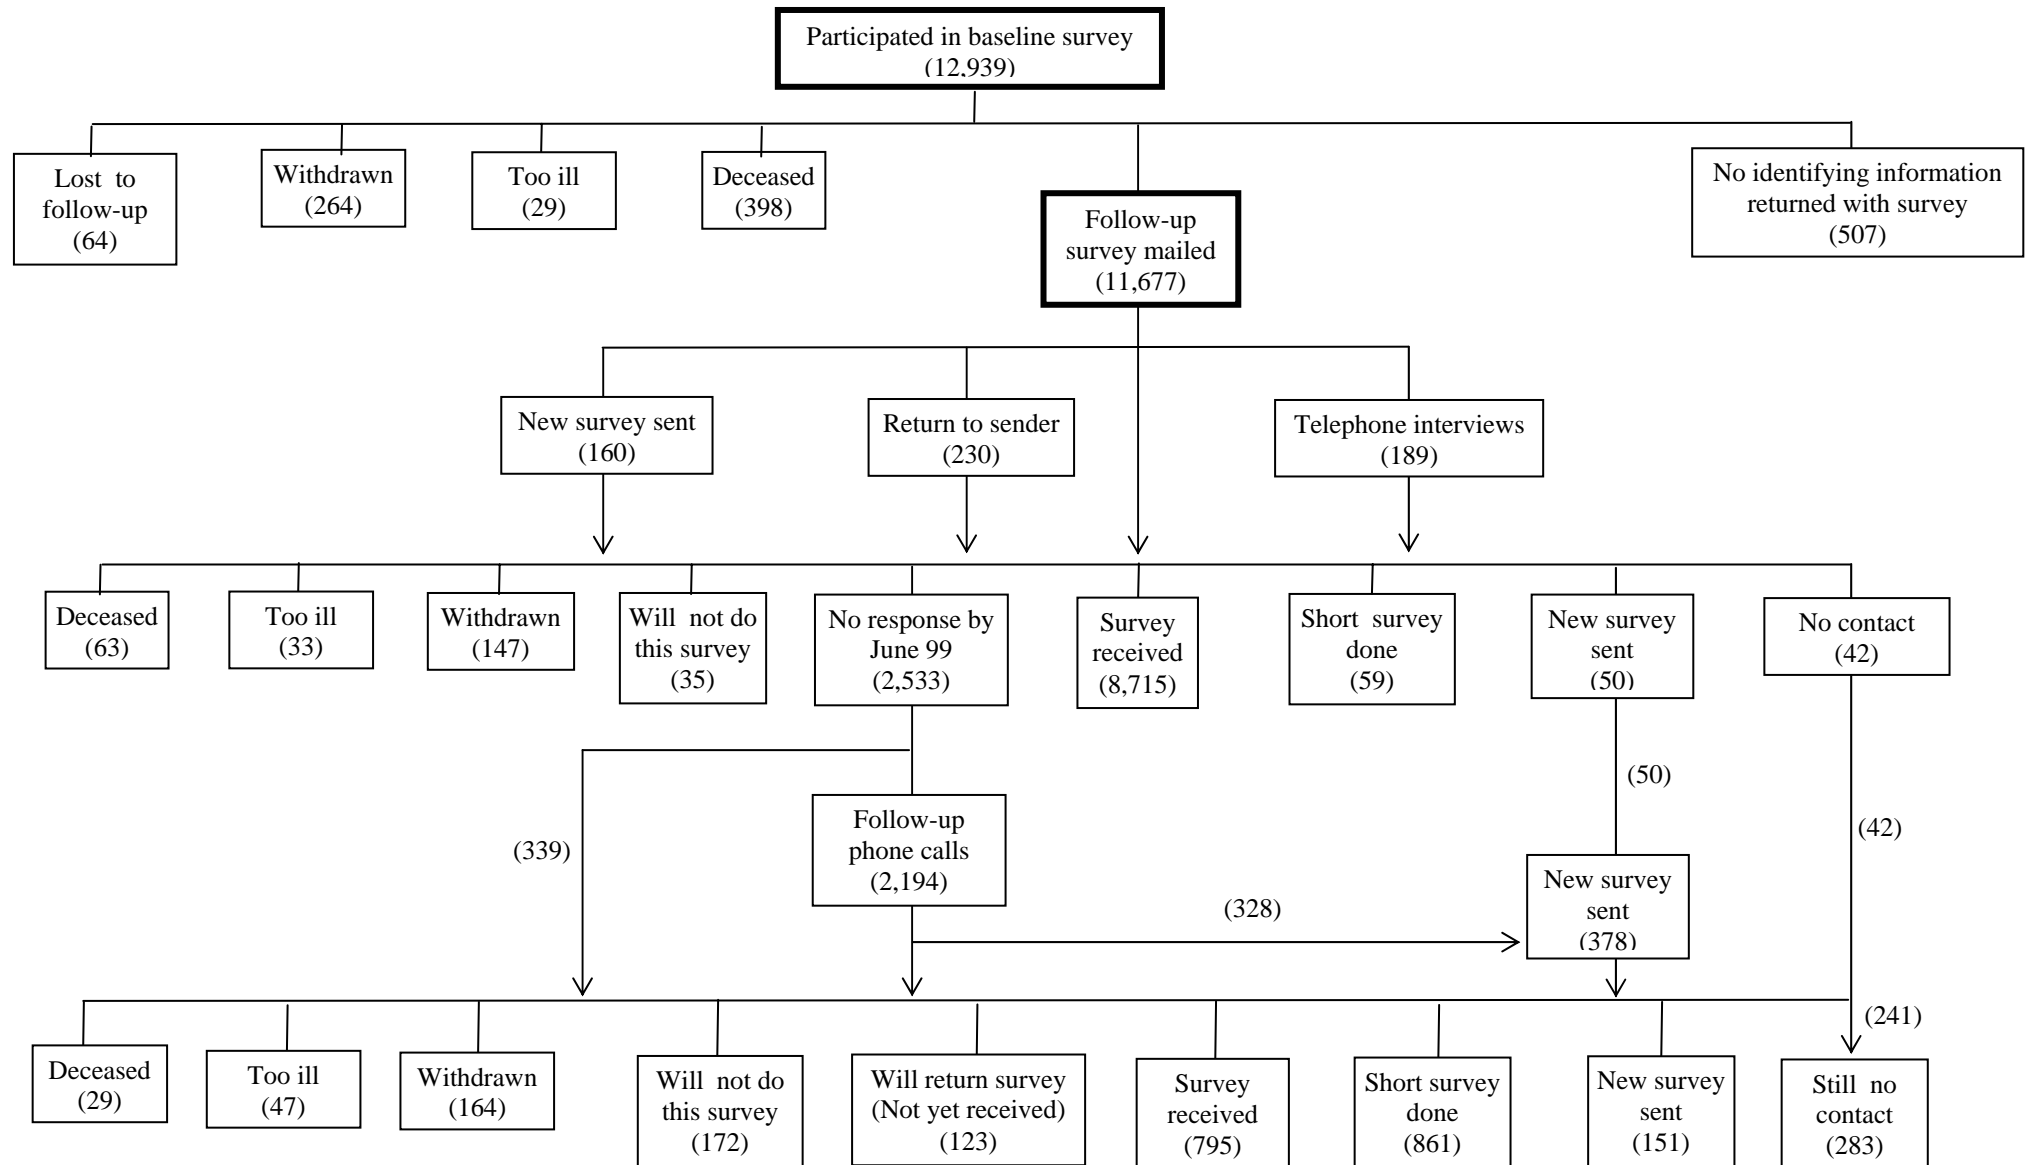 Participated in baseline survey
(12,939)
Lost to
follow-up
(64)
Withdrawn
(264)
Too ill
(29)
Deceased
(398)
Follow-up
survey mailed
(11,677)
No identifying information
returned with survey
(507)
New survey sent
(160)
Return to sender
(230)
Telephone interviews
(189)
Deceased
(63)
Too ill
(33)
Withdrawn
(147)
Will not do
this survey
(35)
No response by
June 99
(2,533)
Survey
received
(8,715)
Short survey
done
(59)
New survey
sent
(50)
No contact
(42)
(50)
(42)
(339)
Follow-up
phone calls
(2,194)
(328)
New survey
sent
(378)
(241)
Deceased
(29)
Too ill
(47)
Withdrawn
(164)
Will not do
this survey
(172)
Will return survey
(Not yet received)
(123)
Survey
received
(795)
Short survey
done
(861)
New survey
sent
(151)
Still no
contact
(283)